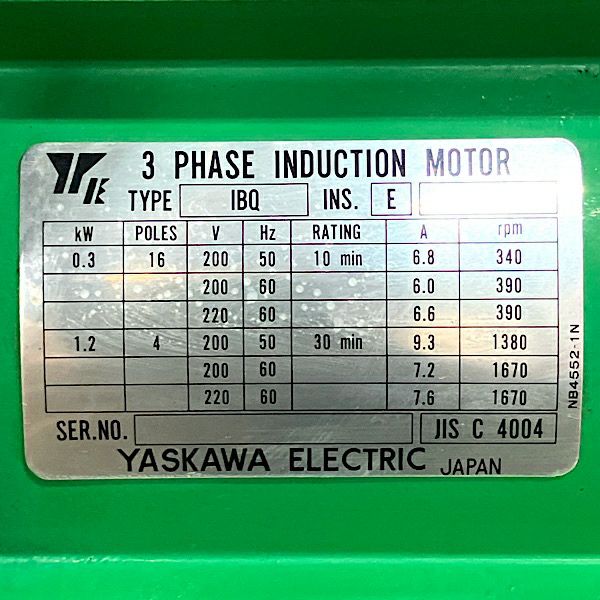 YE 3 PHASE INDUCTION MOTOR
TYPE IBQ INS. E
kW POLES V Hz RATING A rpm
0.3 16 200 50 10 min 6.8 340
200 60 6.0 390
220 60 6.6 390
1.2 4 200 50 30 min 9.3 1380
200 60 7.2 1670
220 60 7.6 1670
SER.NO. JIS C 4004
YASKAWA ELECTRIC JAPAN
NB4552-1N